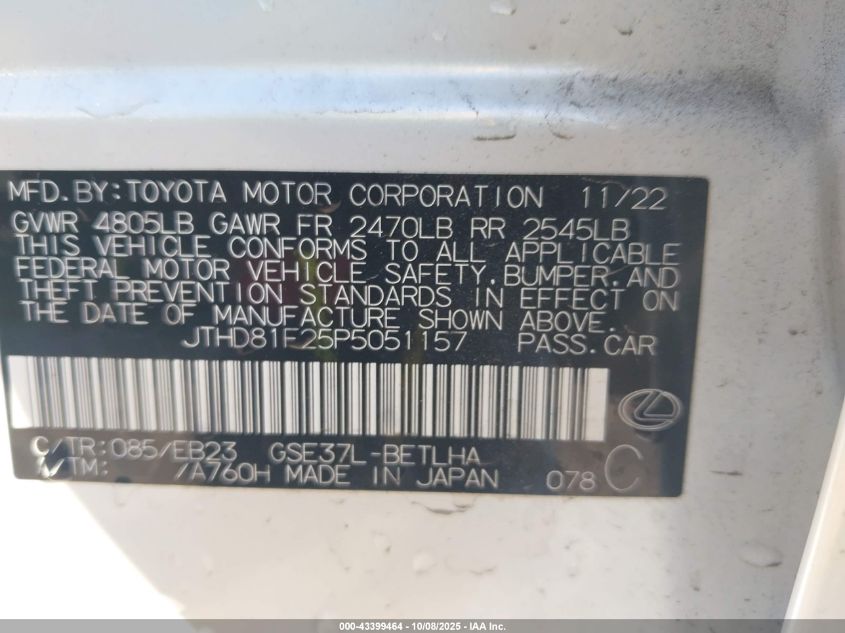 MFD. BY: TOYOTA MOTOR CORPORATION 11/22
GVWR 4805LB GAWR FR 2470LB RR 2545LB
THIS VEHICLE CONFORMS TO ALL APPLICABLE
FEDERAL MOTOR VEHICLE SAFETY, BUMPER, AND
THEFT PREVENTION STANDARDS IN EFFECT ON
THE DATE OF MANUFACTURE SHOWN ABOVE.
JTHD81F25P5051157 PASS. CAR
C/TR: 085/EB23 GSE37L-BETLHA
A/TM: /A760H MADE IN JAPAN 078 C
000-43399464 - 10/08/2025 - IAA Inc.